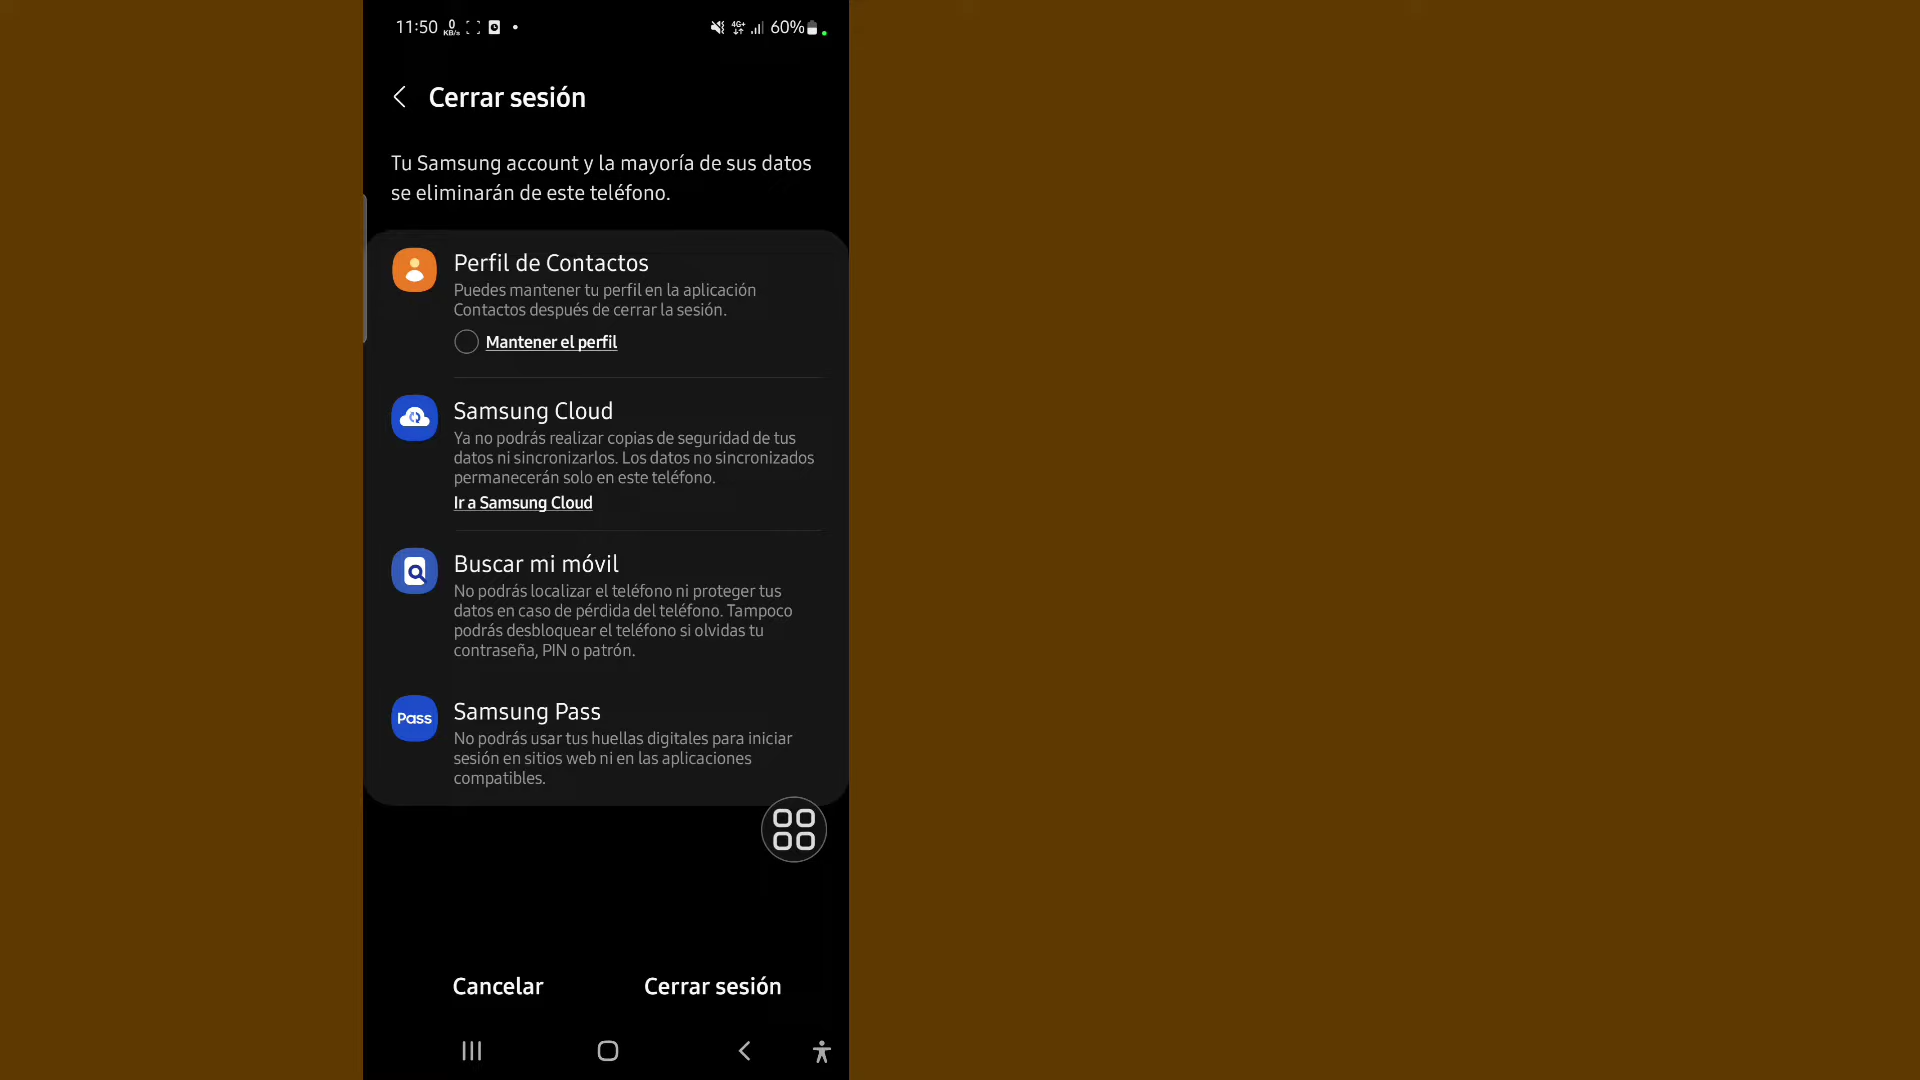 11:50 0 KB/s 4G+ 60%
Cerrar sesión
Tu Samsung account y la mayoría de sus datos
se eliminarán de este teléfono.
Perfil de Contactos
Puedes mantener tu perfil en la aplicación
Contactos después de cerrar la sesión.
Mantener el perfil
Samsung Cloud
Ya no podrás realizar copias de seguridad de tus
datos ni sincronizarlos. Los datos no sincronizados
permanecerán solo en este teléfono.
Ir a Samsung Cloud
Buscar mi móvil
No podrás localizar el teléfono ni proteger tus
datos en caso de pérdida del teléfono. Tampoco
podrás desbloquear el teléfono si olvidas tu
contraseña, PIN o patrón.
Pass
Samsung Pass
No podrás usar tus huellas digitales para iniciar
sesión en sitios web ni en las aplicaciones
compatibles.
Cancelar Cerrar sesión